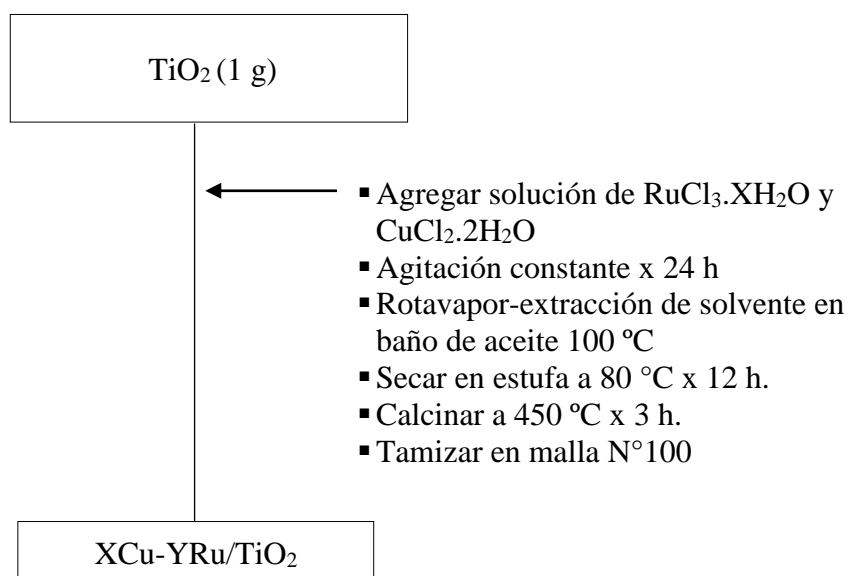 TiO₂ (1 g)
▪ Agregar solución de RuCl₃.XH₂O y
CuCl₂.2H₂O
▪ Agitación constante x 24 h
▪ Rotavapor-extracción de solvente en
baño de aceite 100 ºC
▪ Secar en estufa a 80 °C x 12 h.
▪ Calcinar a 450 ºC x 3 h.
▪ Tamizar en malla N°100
XCu-YRu/TiO₂